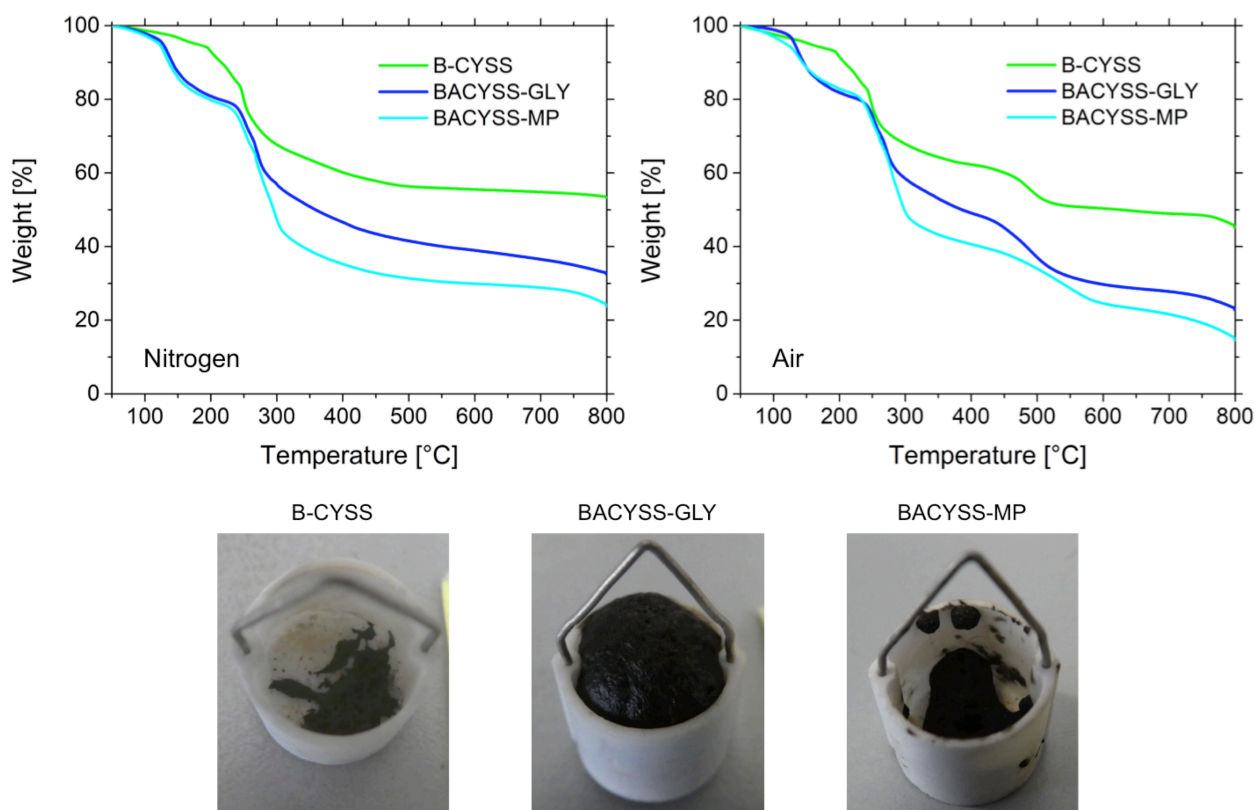 B-CYSS
BACYSS-GLY
BACYSS-MP
Weight [%]
100
80
60
40
20
0
Nitrogen
100 200 300 400 500 600 700 800
Temperature [°C]
B-CYSS
BACYSS-GLY
BACYSS-MP
Weight [%]
100
80
60
40
20
0
Air
100 200 300 400 500 600 700 800
Temperature [°C]
B-CYSS
BACYSS-GLY
BACYSS-MP